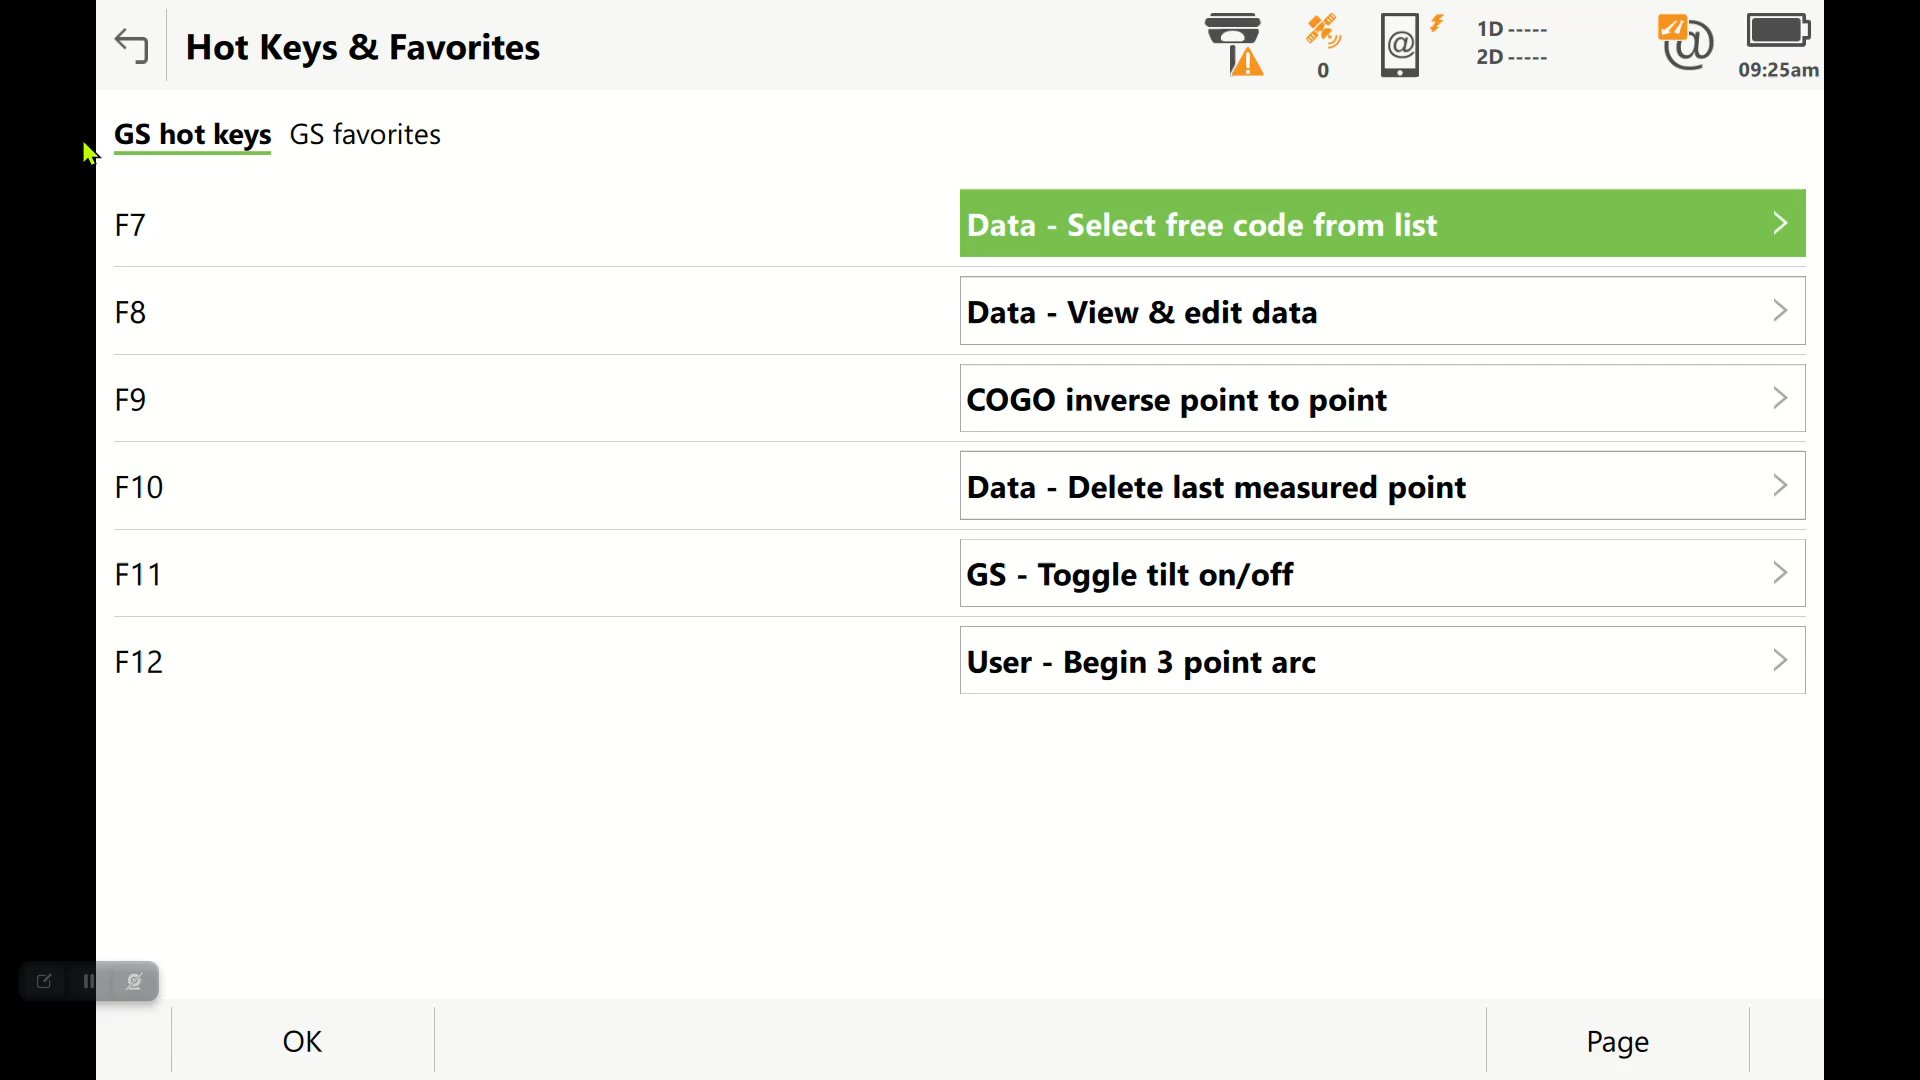 Hot Keys & Favorites
0
@
1D -----
2D -----
@
09:25am
GS hot keys GS favorites
F7 Data - Select free code from list
F8 Data - View & edit data
F9 COGO inverse point to point
F10 Data - Delete last measured point
F11 GS - Toggle tilt on/off
F12 User - Begin 3 point arc
OK Page